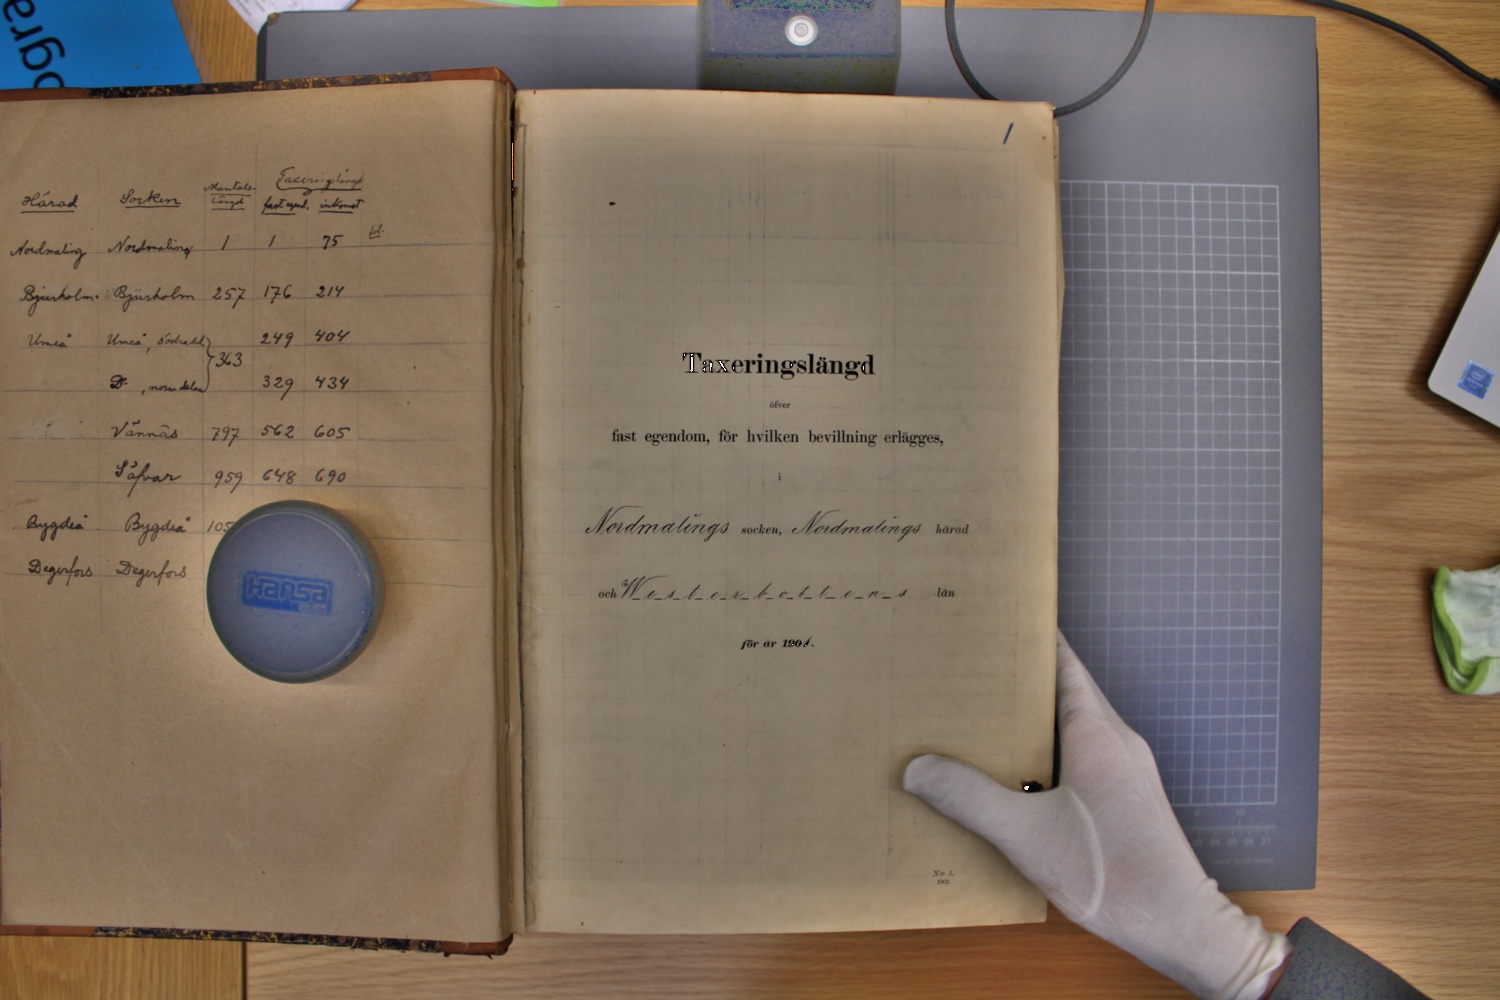 Härad Socken Mantals-längd Taxeringslängd
fast egend. inkomst
Nordmaling Nordmaling 1 1 75
Bjurholm Bjurholm 257 176 214
Umeå Umeå, södra del. 249 404
363
D:o, norra delen 329 434
Vännäs 797 562 605
Säfvar 959 648 690
Bygdeå Bygdeå 105
Degerfors Degerfors
Hansa
1
Taxeringslängd
öfver
fast egendom, för hvilken bevillning erlägges,
i
Nordmalings socken, Nordmalings härad
och Westerbottens län
för år 1901.
N:r 1.
1901.